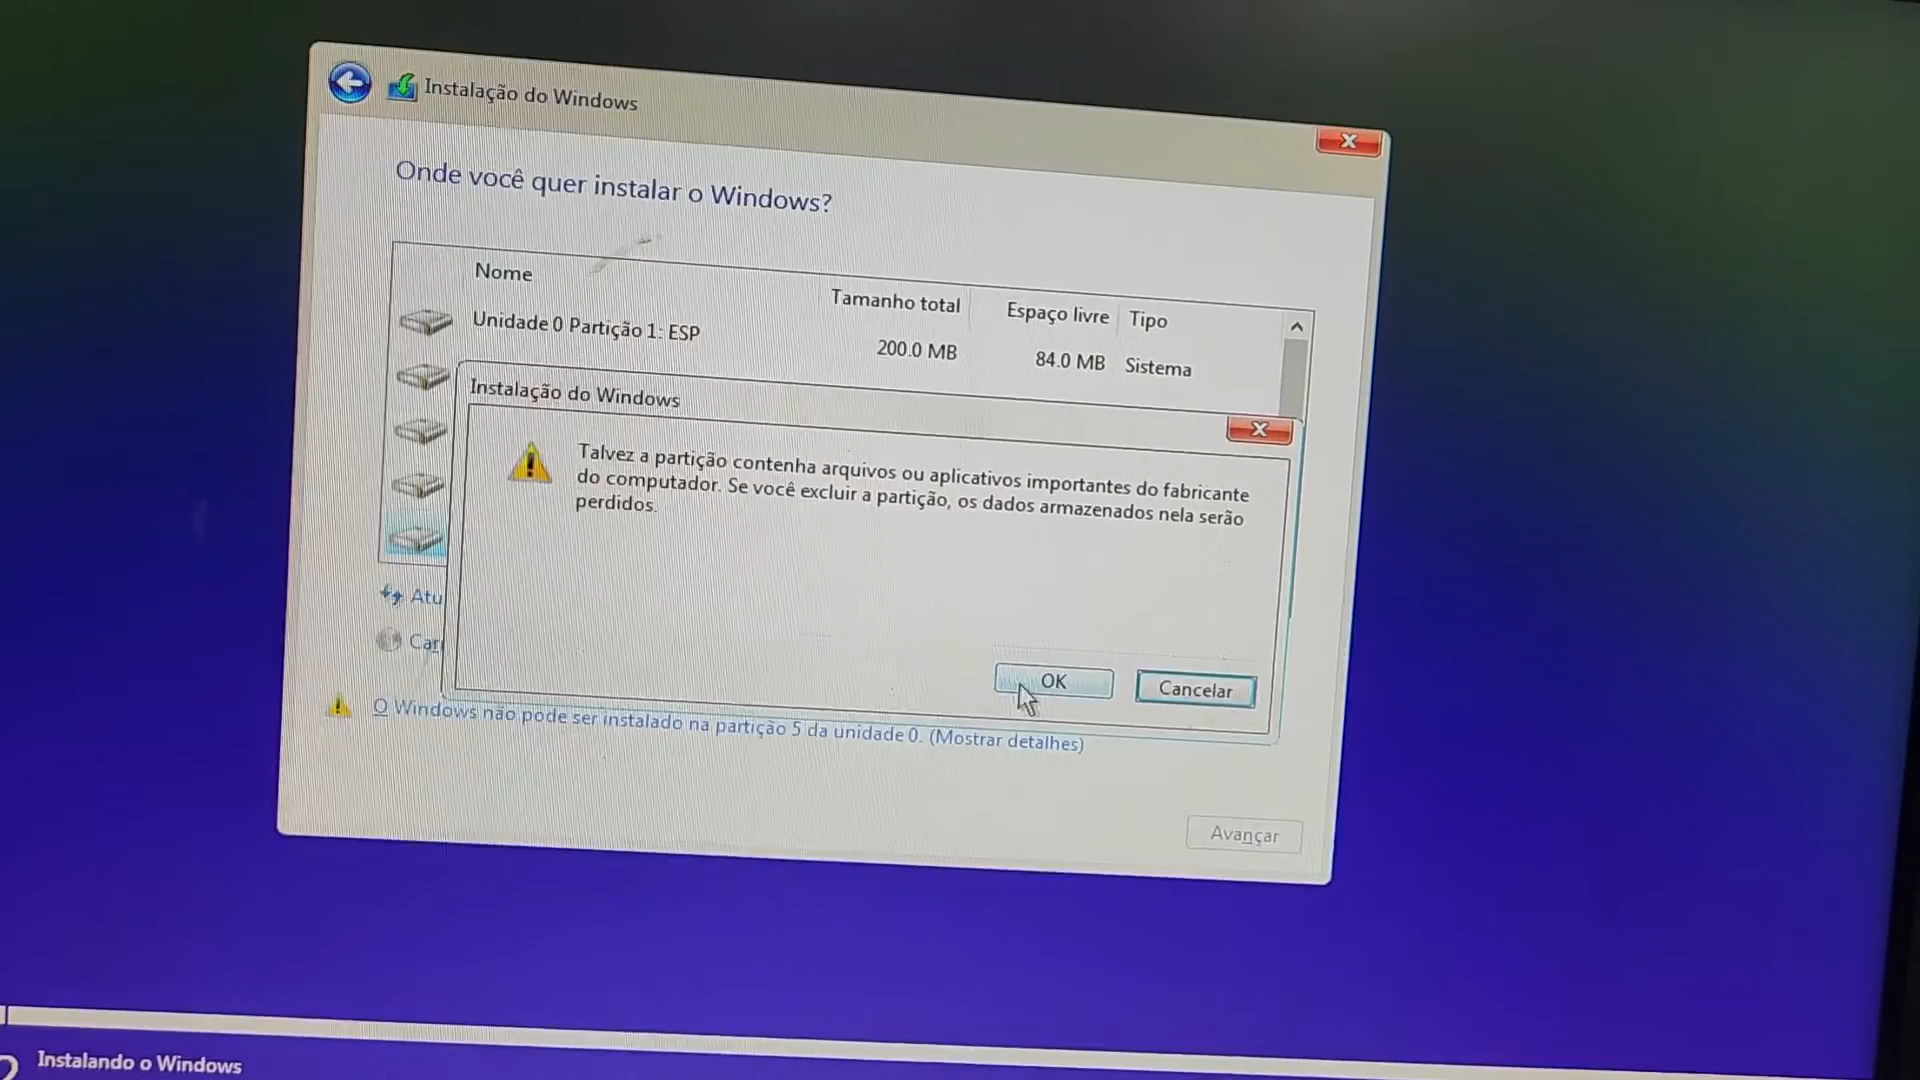 Instalação do Windows
Onde você quer instalar o Windows?
Nome Tamanho total Espaço livre Tipo
Unidade 0 Partição 1: ESP 200.0 MB 84.0 MB Sistema
Instalação do Windows
Talvez a partição contenha arquivos ou aplicativos importantes do fabricante
do computador. Se você excluir a partição, os dados armazenados nela serão
perdidos.
OK Cancelar
Atu
Car
O Windows não pode ser instalado na partição 5 da unidade 0. (Mostrar detalhes)
Avançar
2 Instalando o Windows